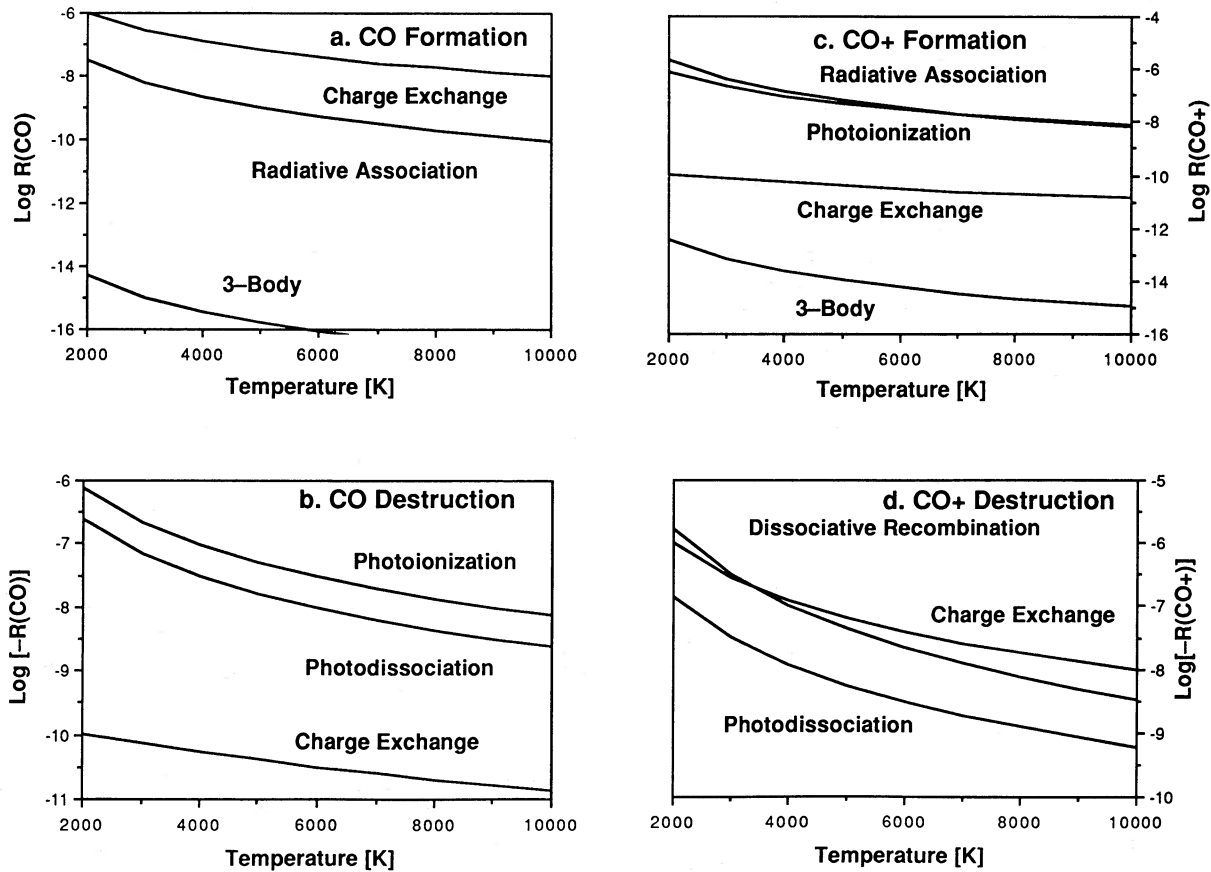 a. CO Formation
Log R(CO)
-6
-8
-10
-12
-14
-16
Charge Exchange
Radiative Association
3–Body
2000 4000 6000 8000 10000
Temperature [K]
c. CO+ Formation
Radiative Association
Photoionization
Charge Exchange
3–Body
-4
-6
-8
-10
-12
-14
-16
Log R(CO+)
2000 4000 6000 8000 10000
Temperature [K]
b. CO Destruction
Log [–R(CO)]
-6
-7
-8
-9
-10
-11
Photoionization
Photodissociation
Charge Exchange
2000 4000 6000 8000 10000
Temperature [K]
d. CO+ Destruction
Dissociative Recombination
Charge Exchange
Photodissociation
-5
-6
-7
-8
-9
-10
Log[–R(CO+)]
2000 4000 6000 8000 10000
Temperature [K]